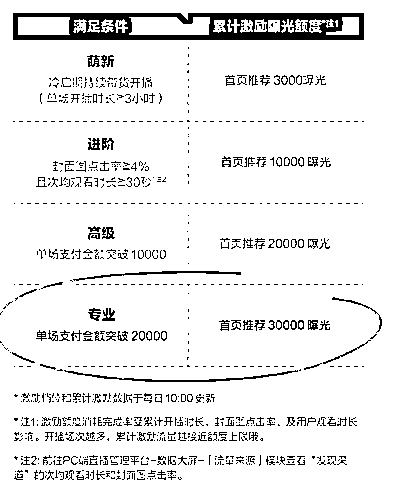 满足条件 累计激励曝光额度*注1
萌新
冷启期持续带货开播
（单场开播时长≥3小时）
首页推荐 3000曝光
进阶
封面图点击率≥4%
且次均观看时长≥30秒*注2
首页推荐 10000 曝光
高级
单场支付金额突破 10000
首页推荐 20000 曝光
专业
单场支付金额突破 20000
首页推荐 30000 曝光
* 激励档位和累计激励数据于每日10:00 更新
* 注1: 激励额度消耗完成率受累计开播时长、封面图点击率、及用户观看时长
影响。开播场次越多，累计激励流量越接近额度上限哦。
* 注2: 前往PC端直播管理平台-数据大屏-「流量来源」模块查看“发现渠
道”的次均观看时长和封面图点击率。